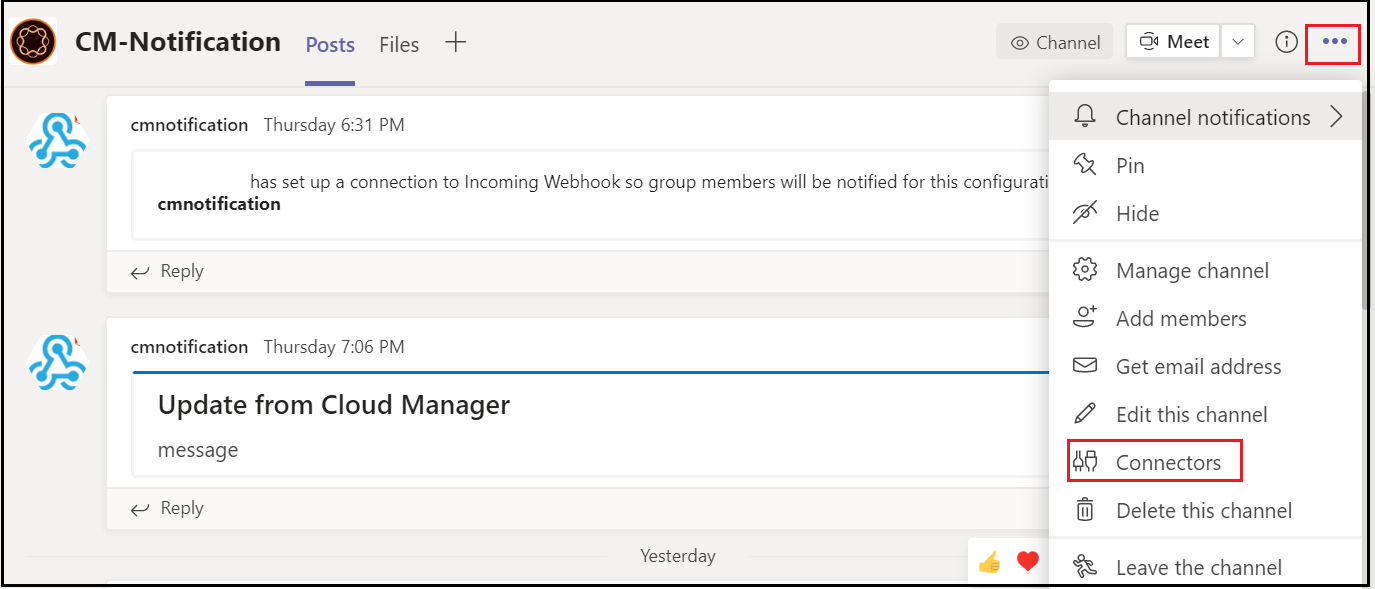 CM-Notification Posts Files
Channel Meet
cmnotification Thursday 6:31 PM
has set up a connection to Incoming Webhook so group members will be notified for this configurati
cmnotification
Reply
cmnotification Thursday 7:06 PM
Update from Cloud Manager
message
Reply
Yesterday
Channel notifications
Pin
Hide
Manage channel
Add members
Get email address
Edit this channel
Connectors
Delete this channel
Leave the channel